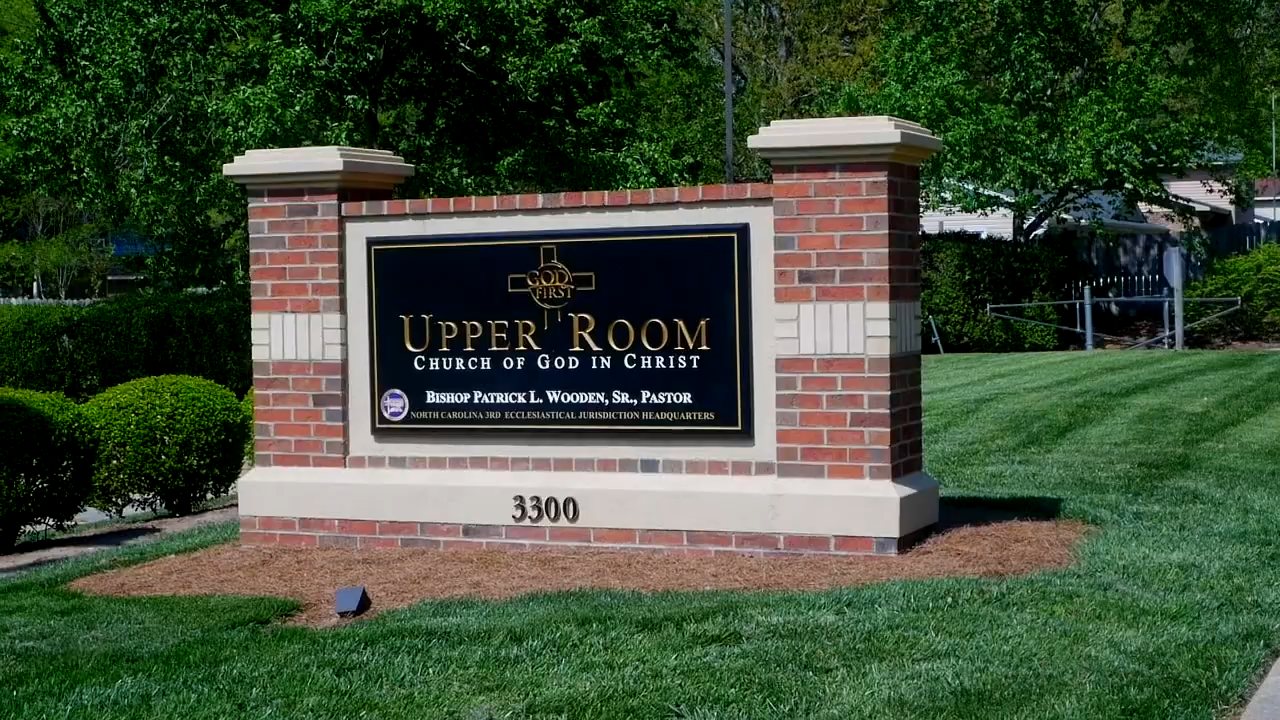 GOD
FIRST
UPPER ROOM
CHURCH OF GOD IN CHRIST
BISHOP PATRICK L. WOODEN, SR., PASTOR
NORTH CAROLINA 3RD ECCLESIASTICAL JURISDICTION HEADQUARTERS
3300